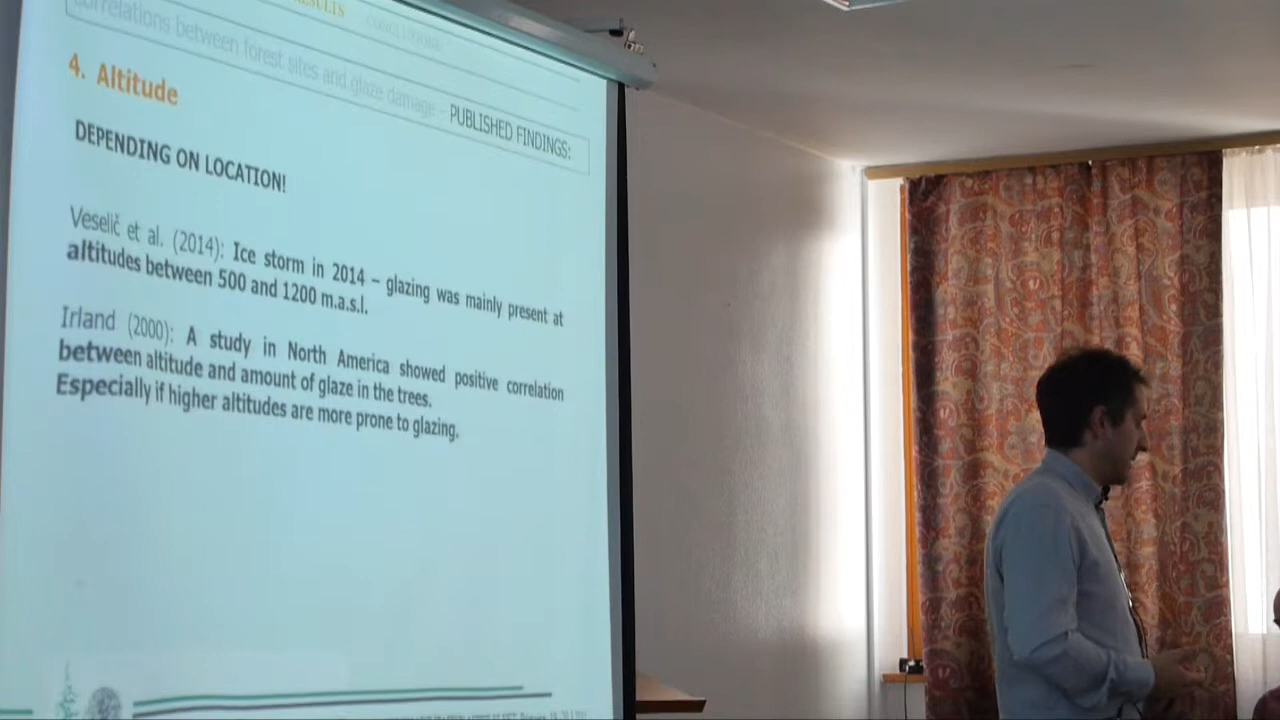 RESULTS CONCLUSIONS
correlations between forest sites and glaze damage - PUBLISHED FINDINGS:
4. Altitude
DEPENDING ON LOCATION!
Veselič et al. (2014): Ice storm in 2014 – glazing was mainly present at
altitudes between 500 and 1200 m.a.s.l.
Irland (2000): A study in North America showed positive correlation
between altitude and amount of glaze in the trees.
Especially if higher altitudes are more prone to glazing.